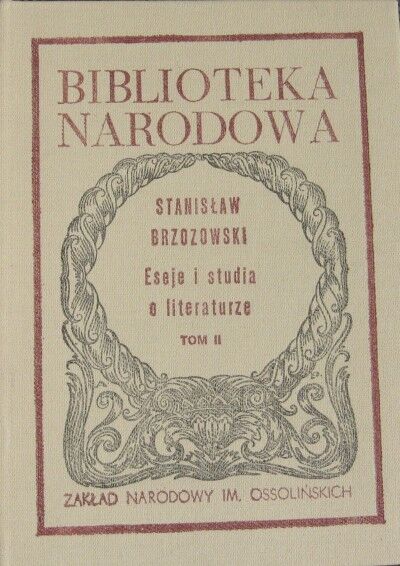 BIBLIOTEKA
NARODOWA
STANISŁAW
BRZOZOWSKI
Eseje i studia
o literaturze
TOM II
ZAKŁAD NARODOWY IM. OSSOLIŃSKICH